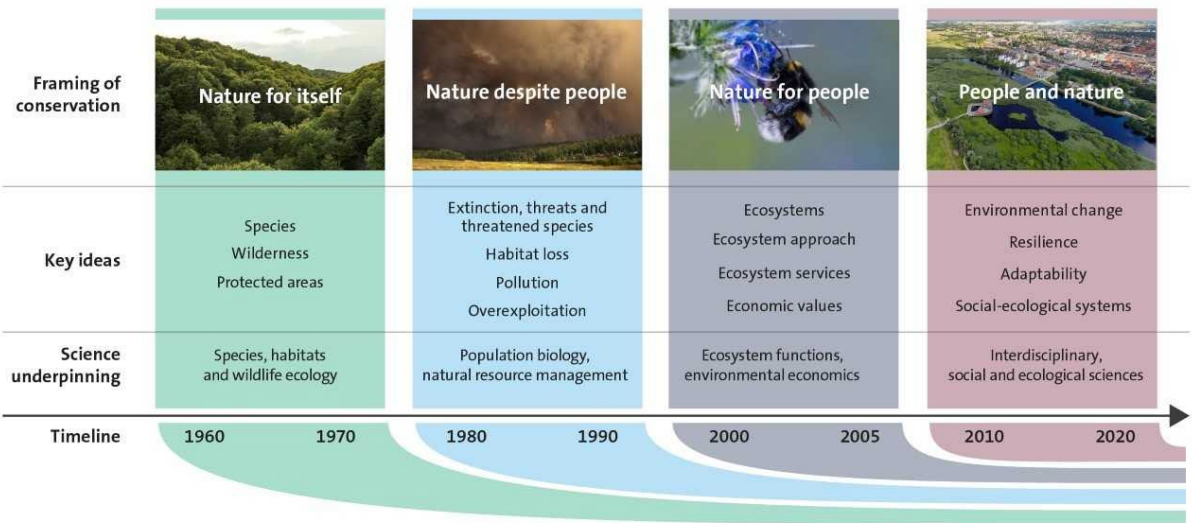 Framing of
conservation
Nature for itself
Nature despite people
Nature for people
People and nature
Key ideas
Species
Wilderness
Protected areas
Extinction, threats and
threatened species
Habitat loss
Pollution
Overexploitation
Ecosystems
Ecosystem approach
Ecosystem services
Economic values
Environmental change
Resilience
Adaptability
Social-ecological systems
Science
underpinning
Species, habitats
and wildlife ecology
Population biology,
natural resource management
Ecosystem functions,
environmental economics
Interdisciplinary,
social and ecological sciences
Timeline
1960
1970
1980
1990
2000
2005
2010
2020